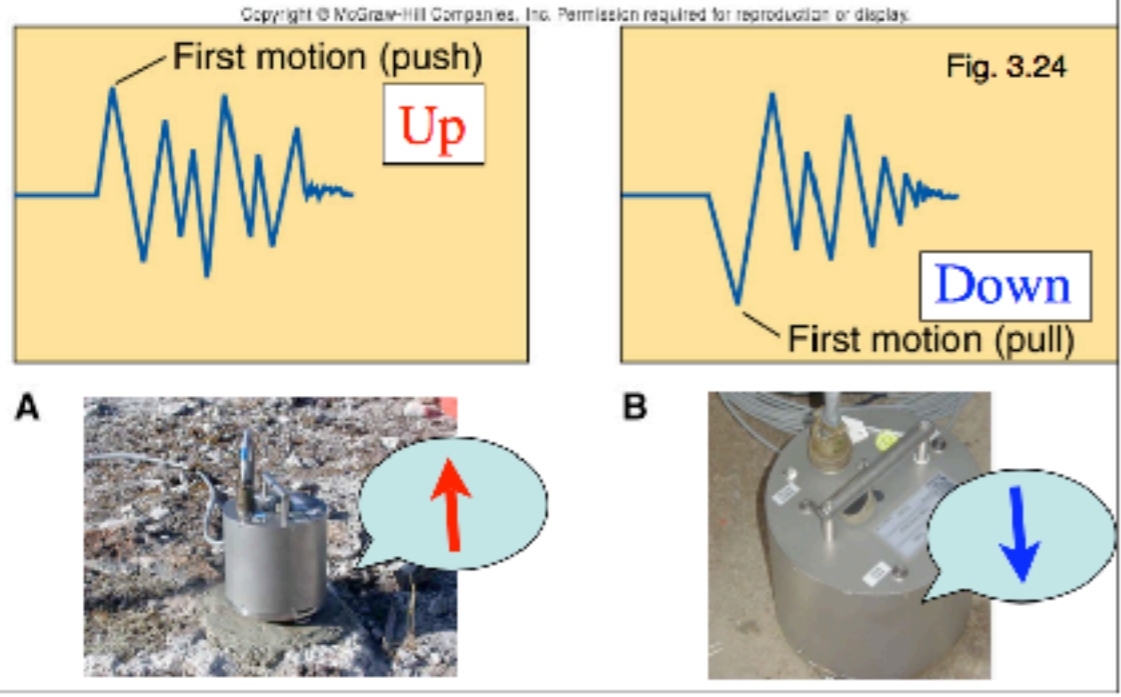 Copyright © McGraw-Hill Companies, Inc. Permission required for reproduction or display.
First motion (push)
Up
Fig. 3.24
Down
First motion (pull)
A
B